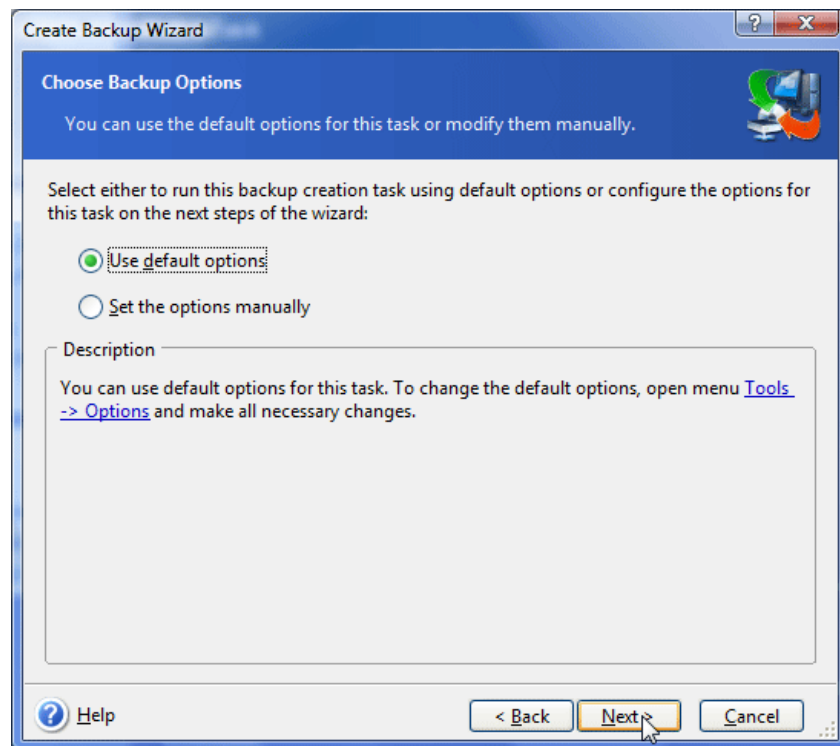 Create Backup Wizard
?
X
Choose Backup Options
You can use the default options for this task or modify them manually.
Select either to run this backup creation task using default options or configure the options for
this task on the next steps of the wizard:
Use default options
Set the options manually
Description
You can use default options for this task. To change the default options, open menu Tools
-> Options and make all necessary changes.
? Help
< Back
Next >
Cancel